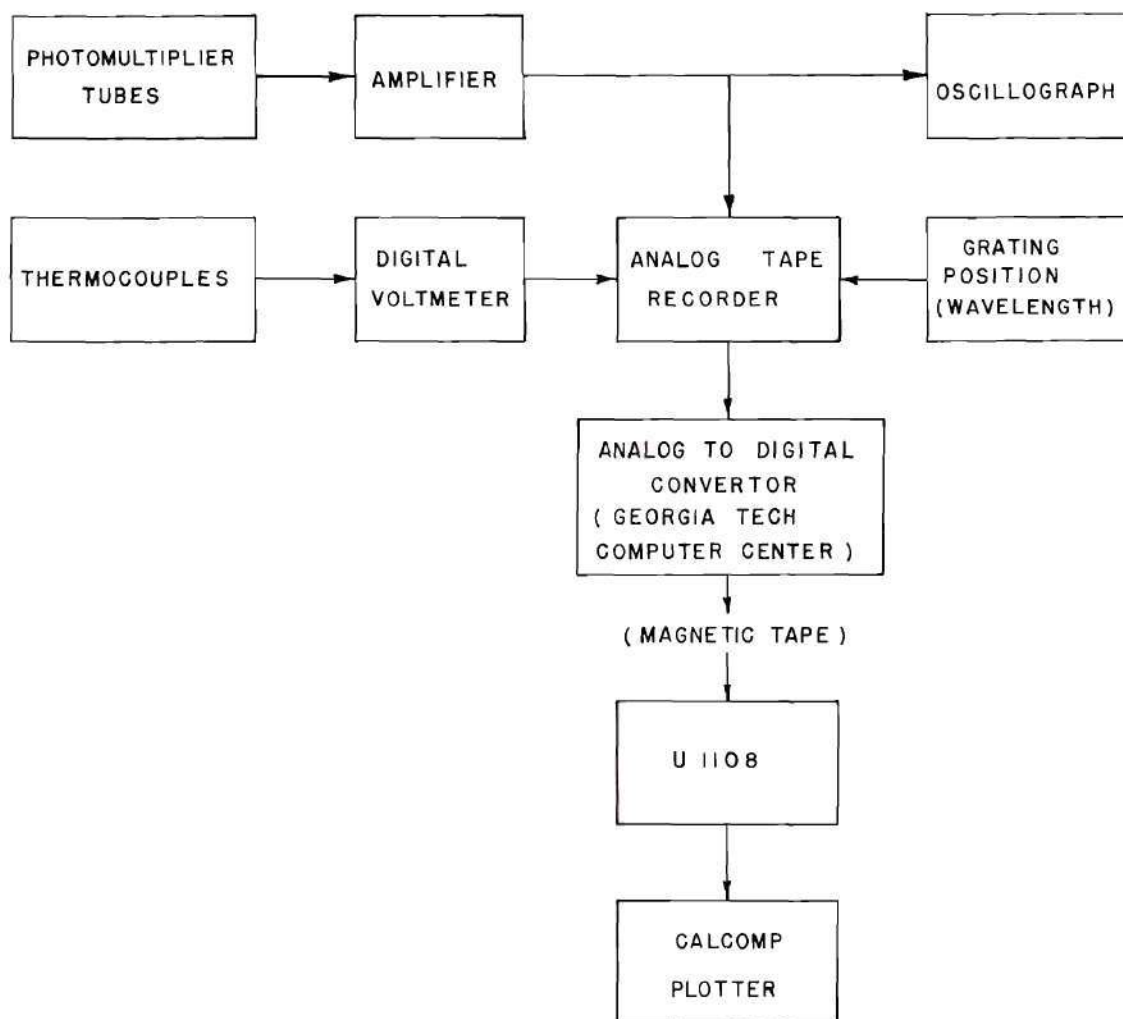 PHOTOMULTIPLIER
TUBES
AMPLIFIER
OSCILLOGRAPH
THERMOCOUPLES
DIGITAL
VOLTMETER
ANALOG TAPE
RECORDER
GRATING
POSITION
(WAVELENGTH)
ANALOG TO DIGITAL
CONVERTOR
( GEORGIA TECH
COMPUTER CENTER )
( MAGNETIC TAPE )
U 1108
CALCOMP
PLOTTER